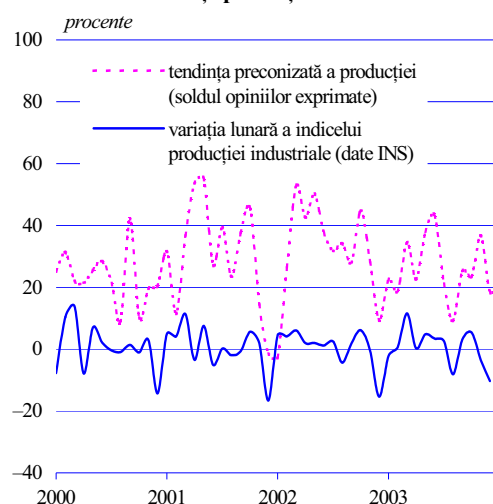 procente
100
tendința preconizată a producției
(soldul opiniilor exprimate)
80
variația lunară a indicelui
producției industriale (date INS)
60
40
20
0
–20
–40
2000 2001 2002 2003